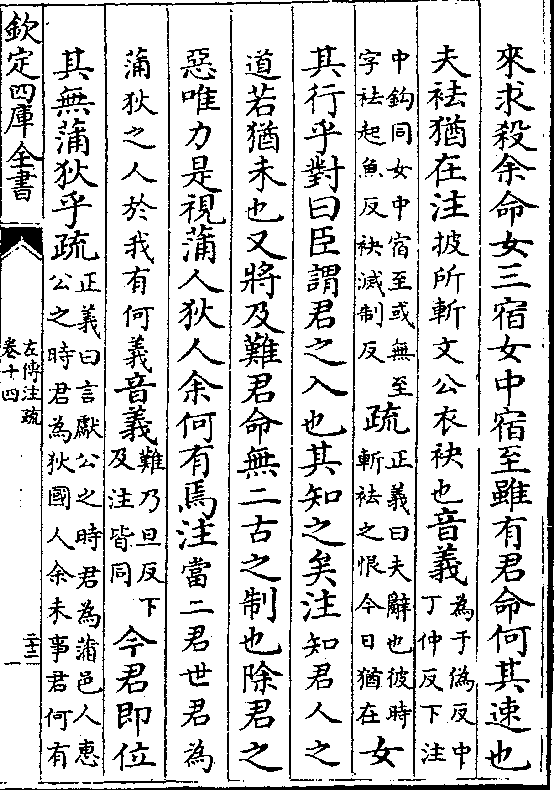 來求殺余命女三宿女中宿至雖有君命何其速也
夫袪猶在注披所斬文公衣袂也音義為于偽反中
丁仲反下注
中鈎同女中宿至或無至
字袪起魚反袂滅制反疏正義曰夫辭也彼時
斬袪之恨今日猶在女
其行乎對曰臣謂君之入也其知之矣注知君人之
道若猶未也又將及難君命無二古之制也除君之
惡唯力是視蒲人狄人余何有焉注當二君世君為
蒲狄之人於我有何義音義難乃旦反下
及注皆同今君即位
其無蒲狄乎疏正義曰言獻公之時君為蒲邑人惠
公之時君為狄國人余未事君何有
欽定四庫全書
左傳注疏
卷十四
二十二